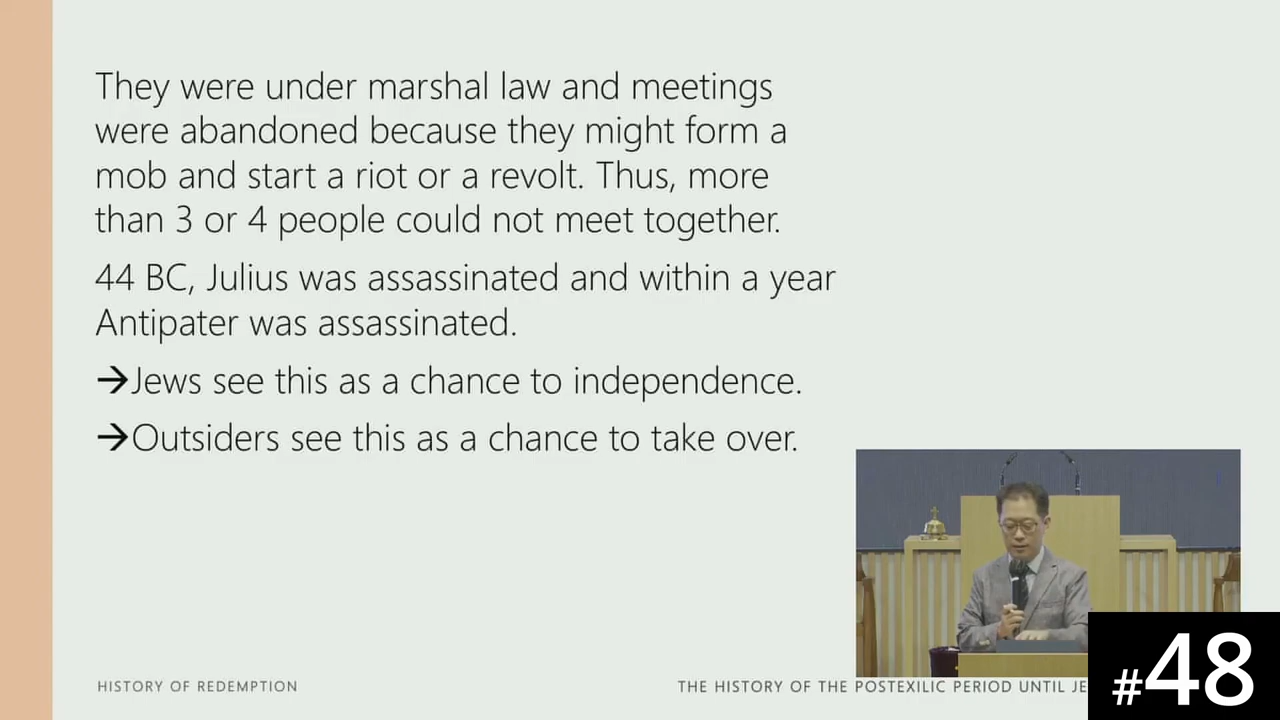 They were under marshal law and meetings
were abandoned because they might form a
mob and start a riot or a revolt. Thus, more
than 3 or 4 people could not meet together.
44 BC, Julius was assassinated and within a year
Antipater was assassinated.
→Jews see this as a chance to independence.
→Outsiders see this as a chance to take over.
HISTORY OF REDEMPTION
THE HISTORY OF THE POSTEXILIC PERIOD UNTIL JE
#48